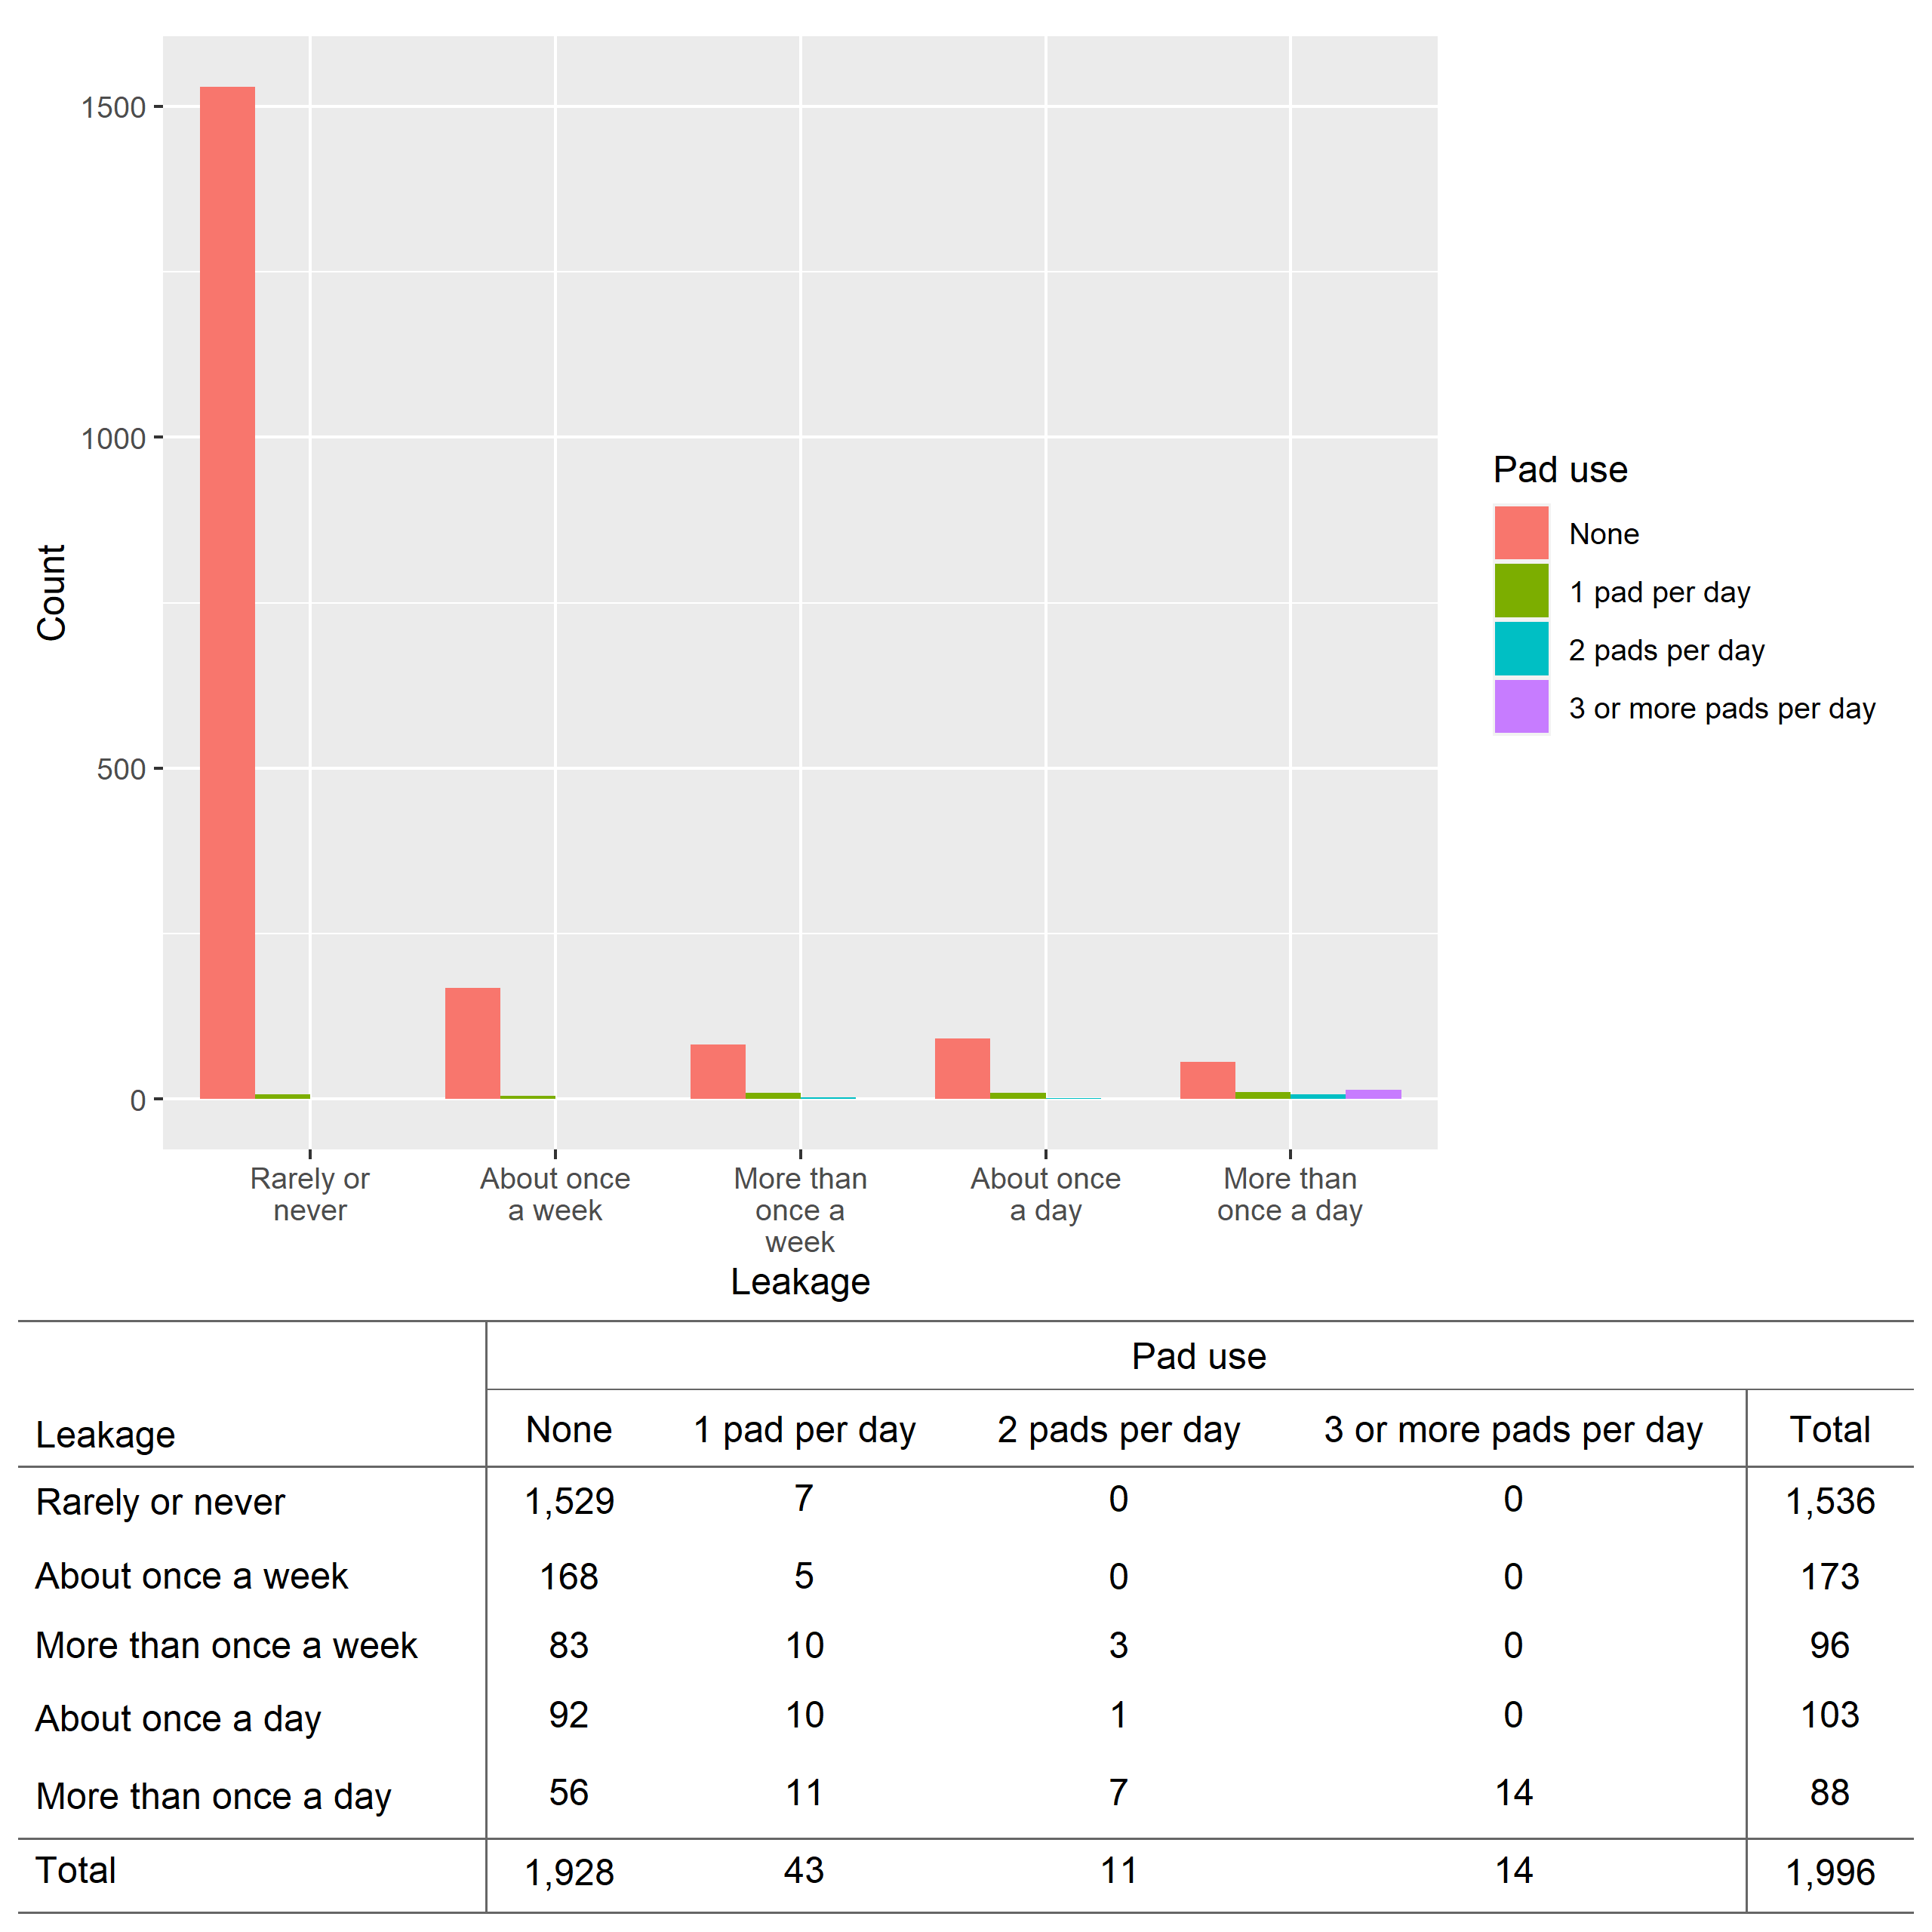 1500
1000
500
0
Count
Rarely or
never
About once
a week
More than
once a
week
About once
a day
More than
once a day
Leakage
Pad use
None
1 pad per day
2 pads per day
3 or more pads per day
Pad use
Leakage None 1 pad per day 2 pads per day 3 or more pads per day Total
Rarely or never 1,529 7 0 0 1,536
About once a week 168 5 0 0 173
More than once a week 83 10 3 0 96
About once a day 92 10 1 0 103
More than once a day 56 11 7 14 88
Total 1,928 43 11 14 1,996